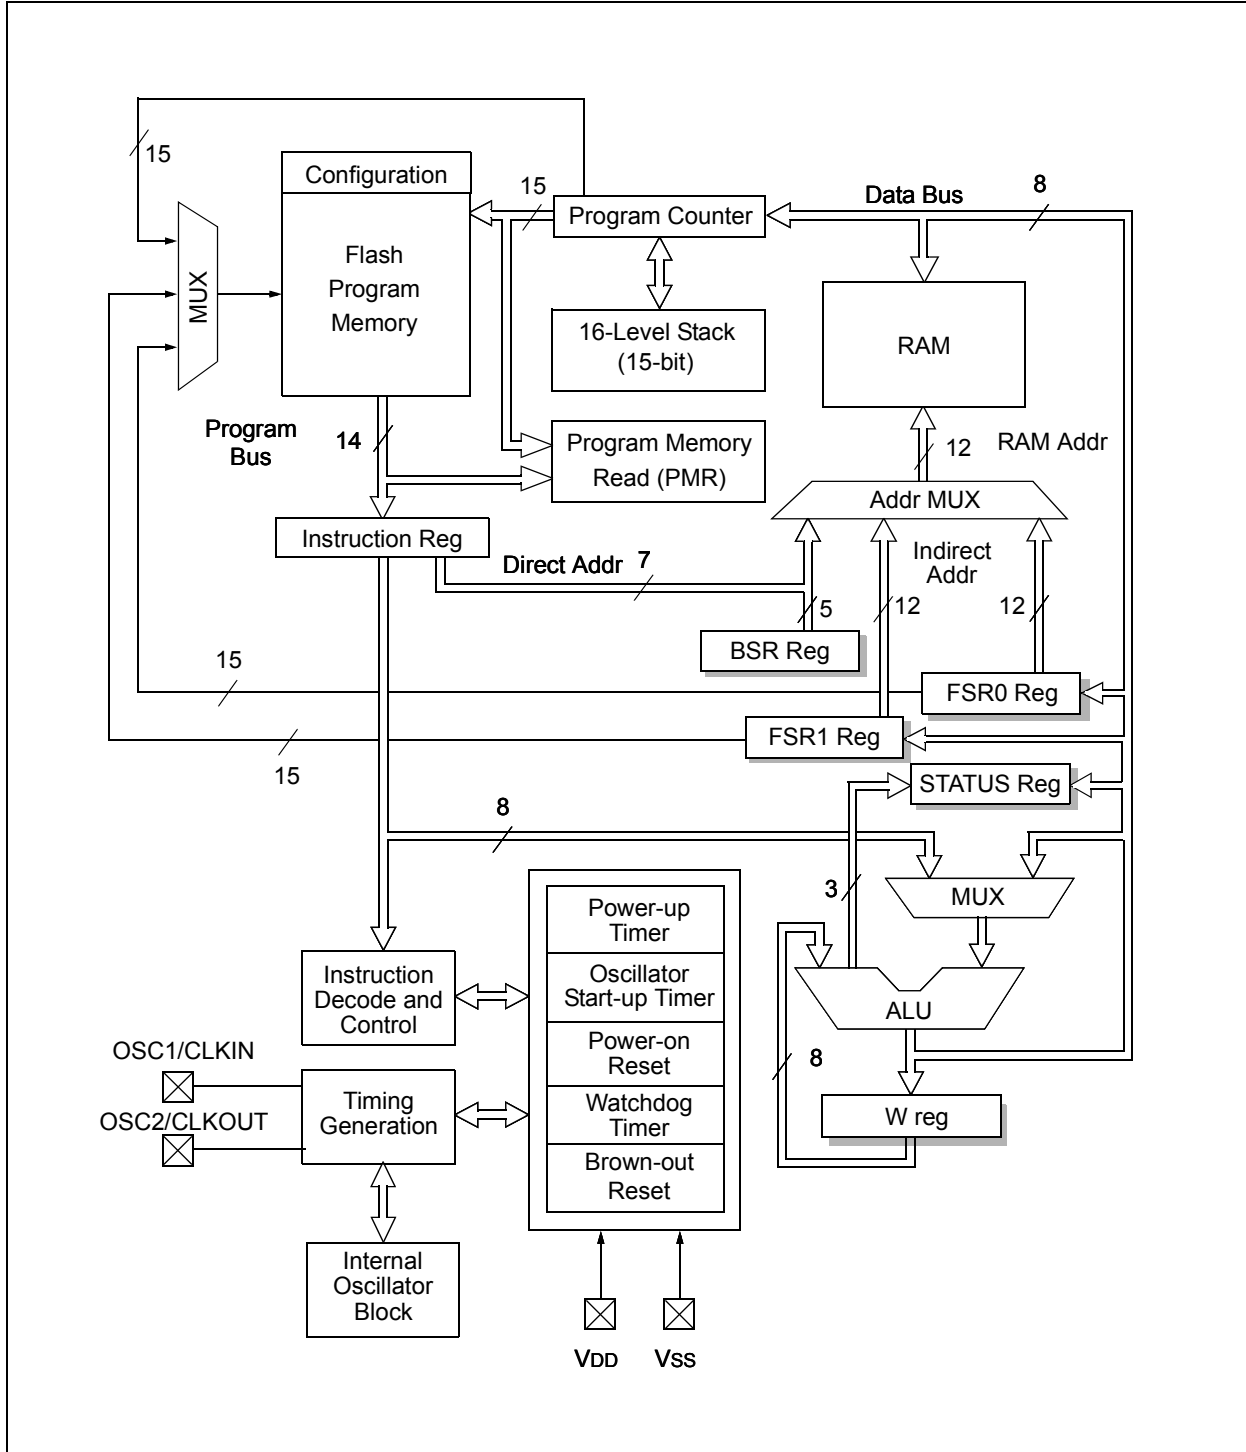 15
Configuration
Flash
Program
Memory
MUX
15
Program Counter
Data Bus
8
16-Level Stack
(15-bit)
RAM
Program
Bus
14
Program Memory
Read (PMR)
12
RAM Addr
Addr MUX
Instruction Reg
Direct Addr
7
Indirect
Addr
5
12
12
BSR Reg
15
FSR0 Reg
15
FSR1 Reg
STATUS Reg
8
3
MUX
Power-up
Timer
Oscillator
Start-up Timer
Power-on
Reset
Watchdog
Timer
Brown-out
Reset
Instruction
Decode and
Control
ALU
8
OSC1/CLKIN
OSC2/CLKOUT
Timing
Generation
W reg
Internal
Oscillator
Block
VDD
VSS